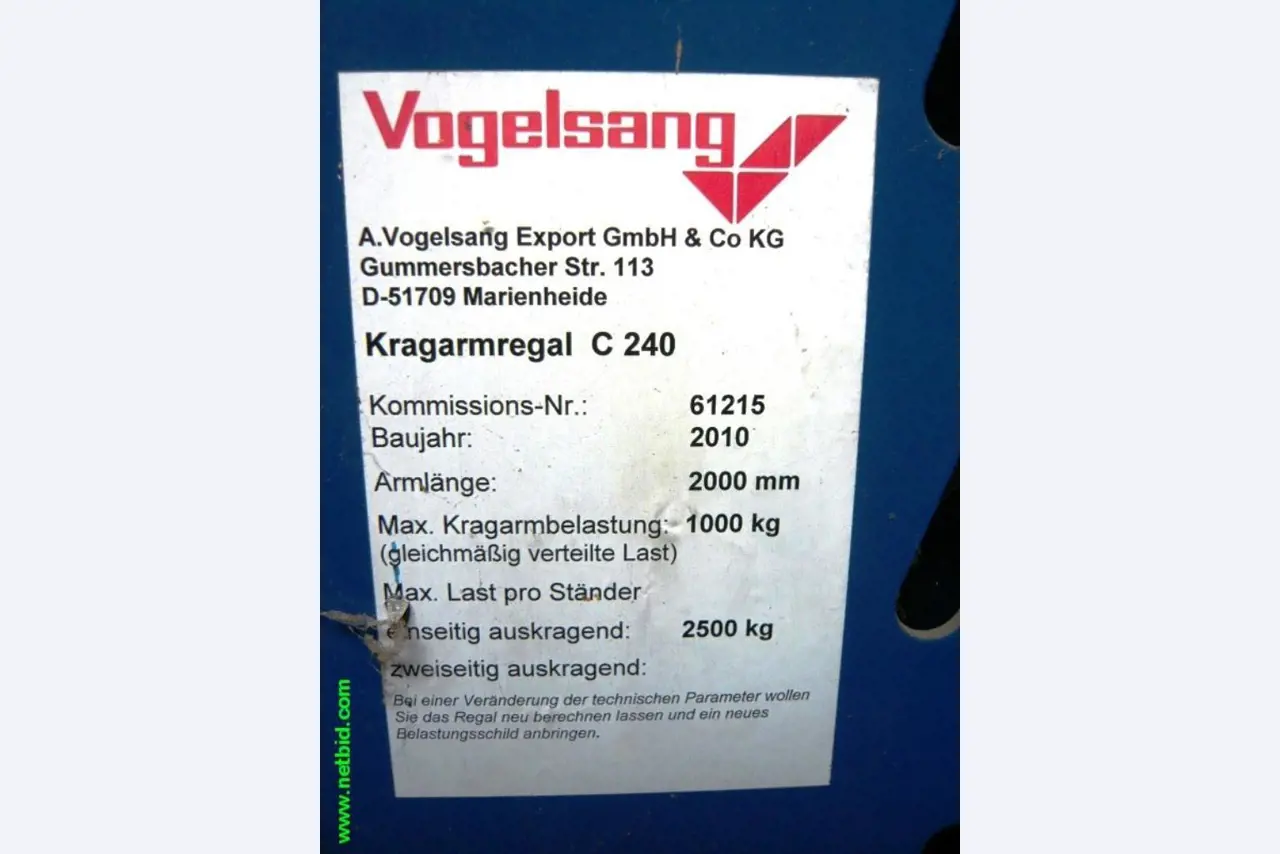 Vogelsang
A.Vogelsang Export GmbH & Co KG
Gummersbacher Str. 113
D-51709 Marienheide
Kragarmregal C 240
Kommissions-Nr.: 61215
Baujahr: 2010
Armlänge: 2000 mm
Max. Kragarmbelastung: 1000 kg
(gleichmäßig verteilte Last)
Max. Last pro Ständer
einseitig auskragend: 2500 kg
zweiseitig auskragend:
Bei einer Veränderung der technischen Parameter wollen
Sie das Regal neu berechnen lassen und ein neues
Belastungsschild anbringen.
www.netbid.com